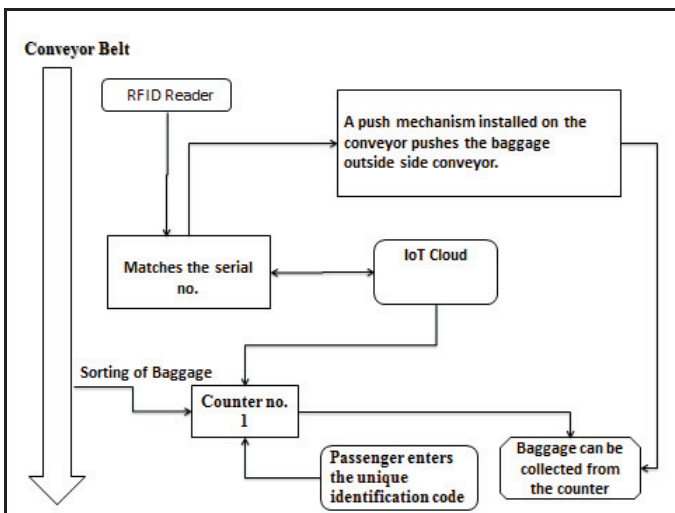 Conveyor Belt
RFID Reader
A push mechanism installed on the
conveyor pushes the baggage
outside side conveyor.
Matches the serial
no.
IoT Cloud
Sorting of Baggage
Counter no.
1
Passenger enters
the unique
identification code
Baggage can be
collected from
the counter